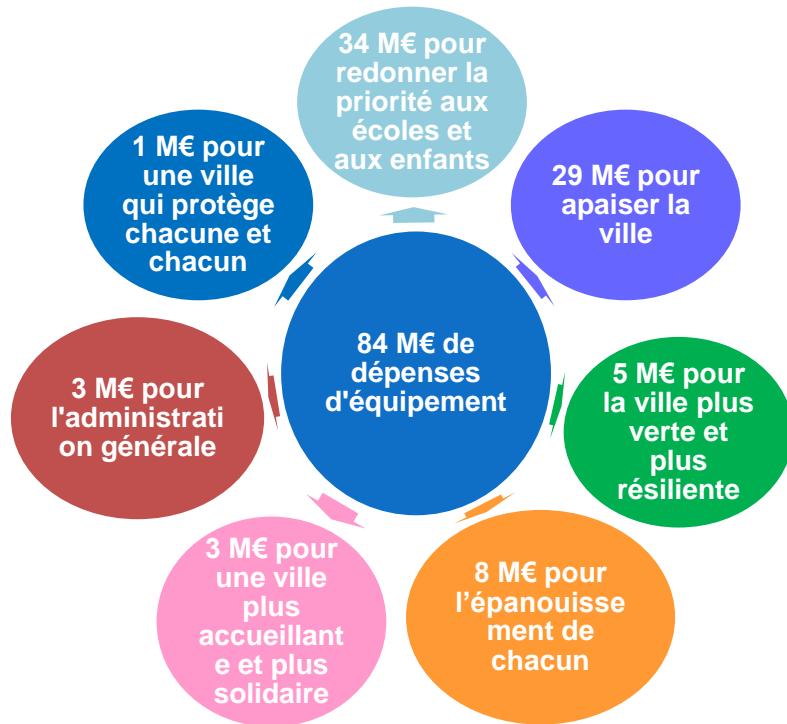 34 M€ pour
redonner la
priorité aux
écoles et
aux enfants
29 M€ pour
apaiser la
ville
5 M€ pour
la ville plus
verte et
plus
résiliente
8 M€ pour
l’épanouisse
ment de
chacun
3 M€ pour
une ville
plus
accueillant
e et plus
solidaire
3 M€ pour
l'administrati
on générale
1 M€ pour
une ville
qui protège
chacune et
chacun
84 M€ de
dépenses
d'équipement